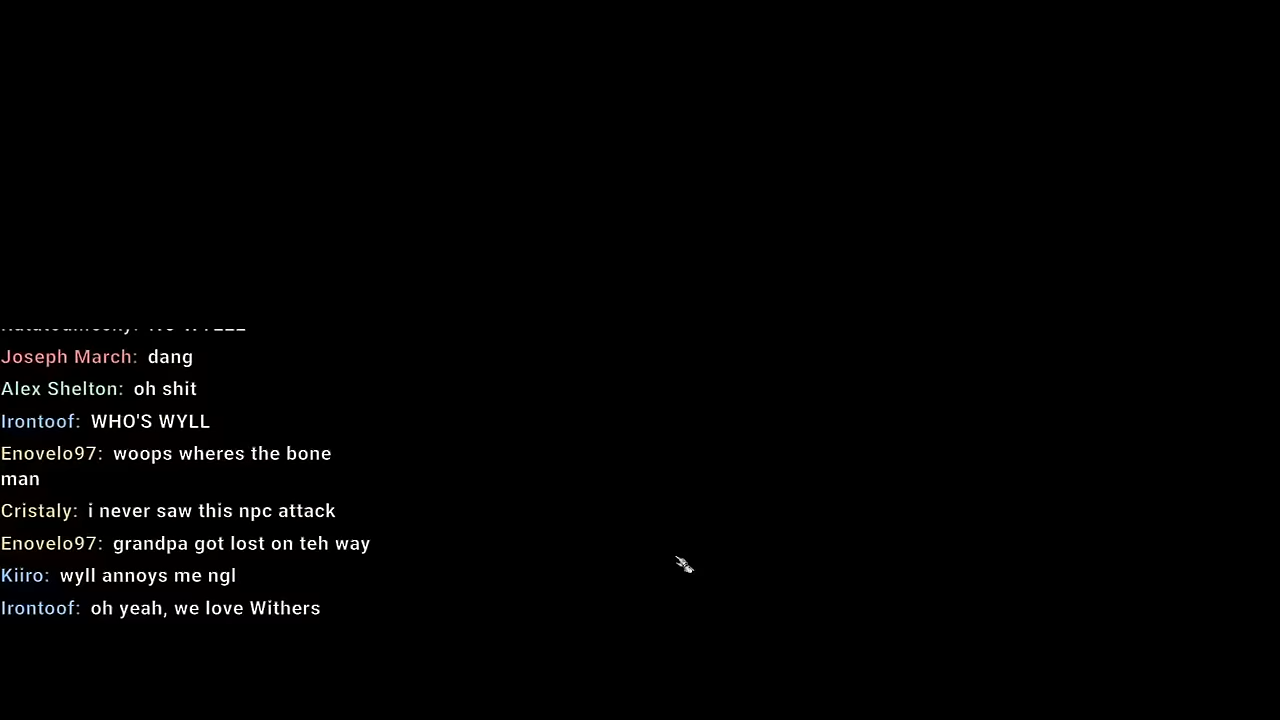 Joseph March: dang
Alex Shelton: oh shit
Irontoof: WHO'S WYLL
Enovelo97: woops wheres the bone
man
Cristaly: i never saw this npc attack
Enovelo97: grandpa got lost on teh way
Kiiro: wyll annoys me ngl
Irontoof: oh yeah, we love Withers